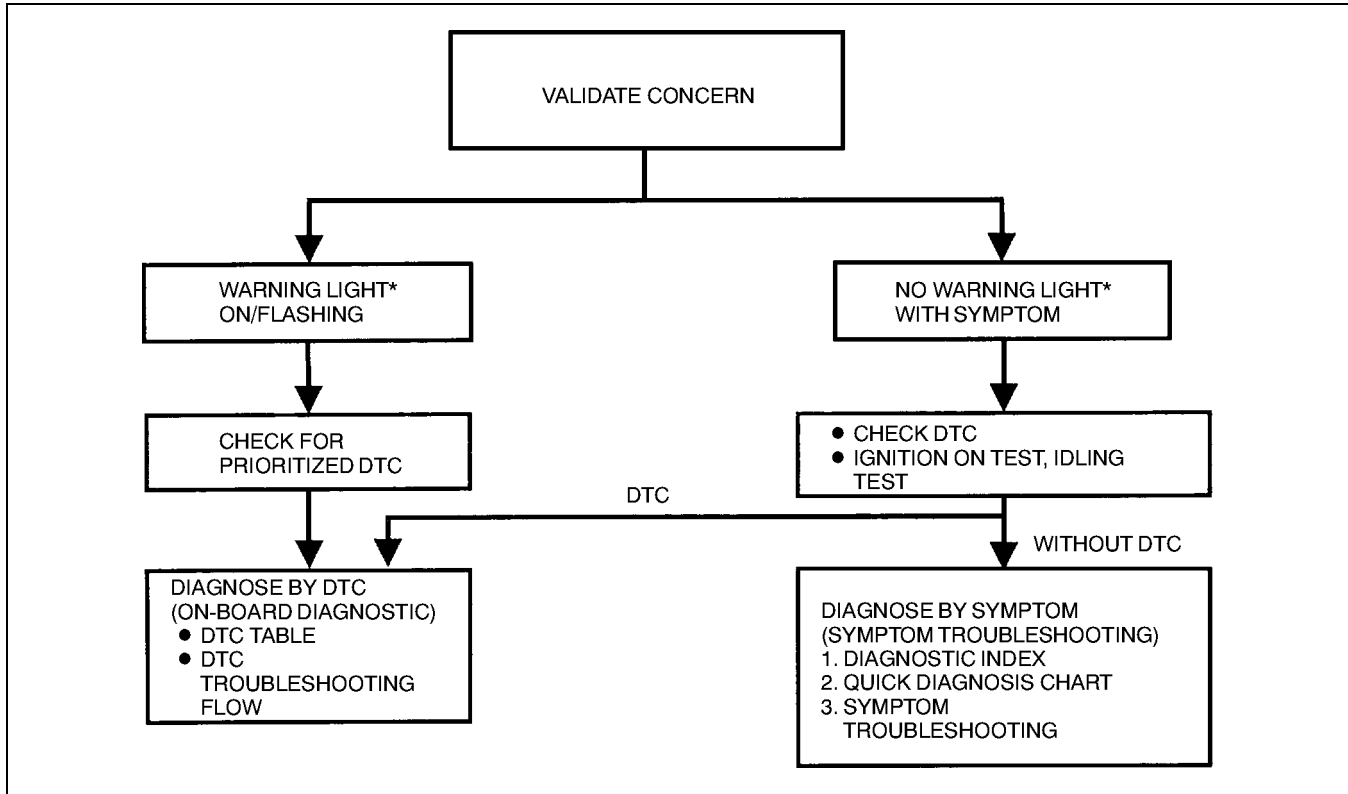 VALIDATE CONCERN
WARNING LIGHT*
ON/FLASHING
NO WARNING LIGHT*
WITH SYMPTOM
CHECK FOR
PRIORITIZED DTC
● CHECK DTC
● IGNITION ON TEST, IDLING
TEST
DTC
WITHOUT DTC
DIAGNOSE BY DTC
(ON-BOARD DIAGNOSTIC)
● DTC TABLE
● DTC
TROUBLESHOOTING
FLOW
DIAGNOSE BY SYMPTOM
(SYMPTOM TROUBLESHOOTING)
1. DIAGNOSTIC INDEX
2. QUICK DIAGNOSIS CHART
3. SYMPTOM
TROUBLESHOOTING